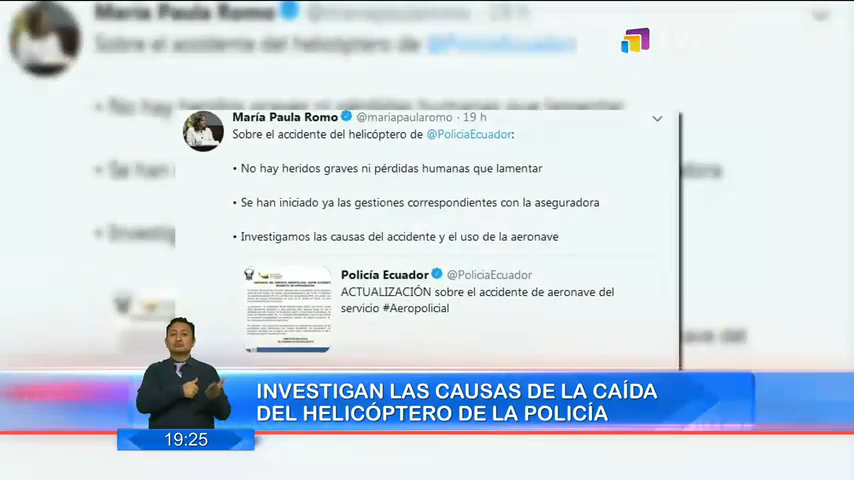 María Paula Romo @mariapaularomo · 19 h
Sobre el accidente del helicóptero de @PoliciaEcuador:
• No hay heridos graves ni pérdidas humanas que lamentar
• Se han iniciado ya las gestiones correspondientes con la aseguradora
• Investigamos las causas del accidente y el uso de la aeronave
Policía Ecuador @PoliciaEcuador
ACTUALIZACIÓN sobre el accidente de aeronave del
servicio #Aeropolicial
INVESTIGAN LAS CAUSAS DE LA CAÍDA
DEL HELICÓPTERO DE LA POLICÍA
19:25